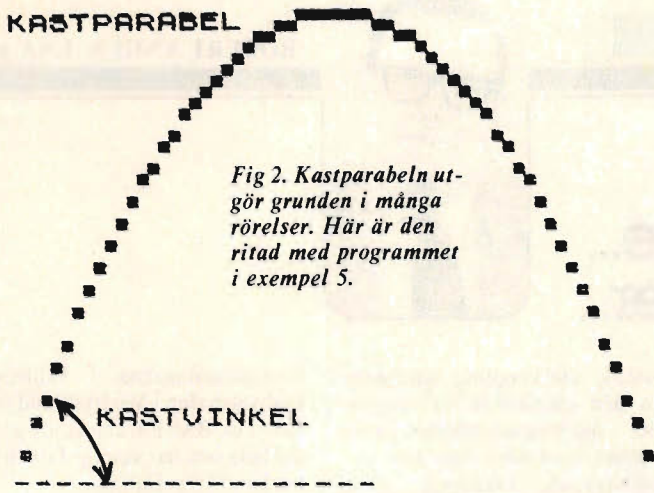 KASTPARABEL
Fig 2. Kastparabeln ut-
gör grunden i många
rörelser. Här är den
ritad med programmet
i exempel 5.
KASTVINKEL